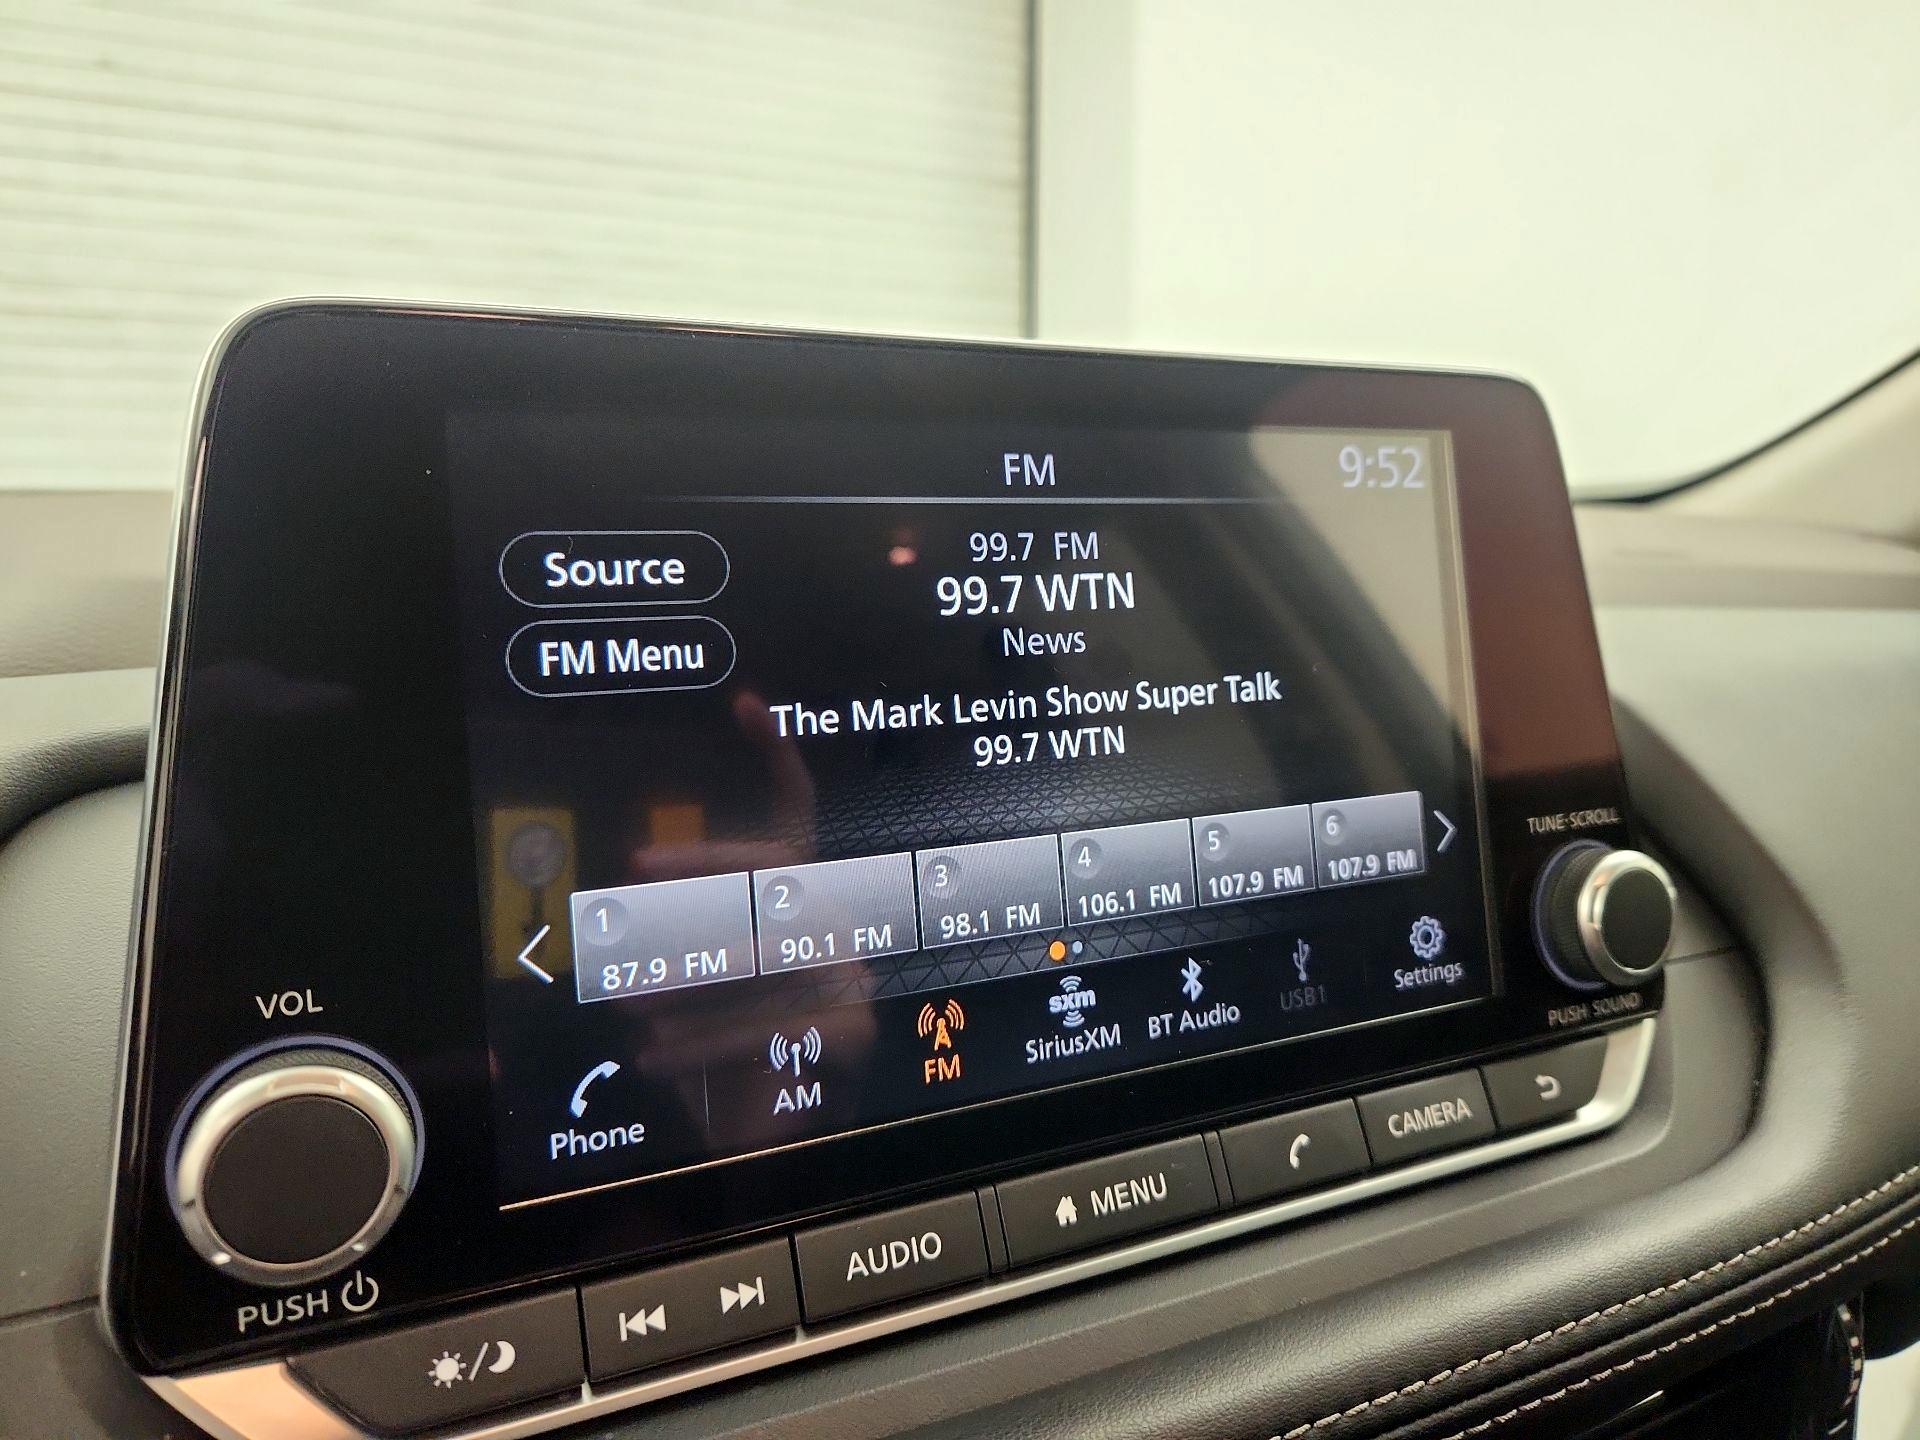 FM
9:52
Source
99.7 FM
99.7 WTN
FM Menu
News
The Mark Levin Show Super Talk
99.7 WTN
1
87.9 FM
2
90.1 FM
3
98.1 FM
4
106.1 FM
5
107.9 FM
6
107.9 FM
Phone
AM
FM
sxm
SiriusXM
BT Audio
USB1
Settings
TUNE·SCROLL
PUSH SOUND
VOL
PUSH
AUDIO
MENU
CAMERA